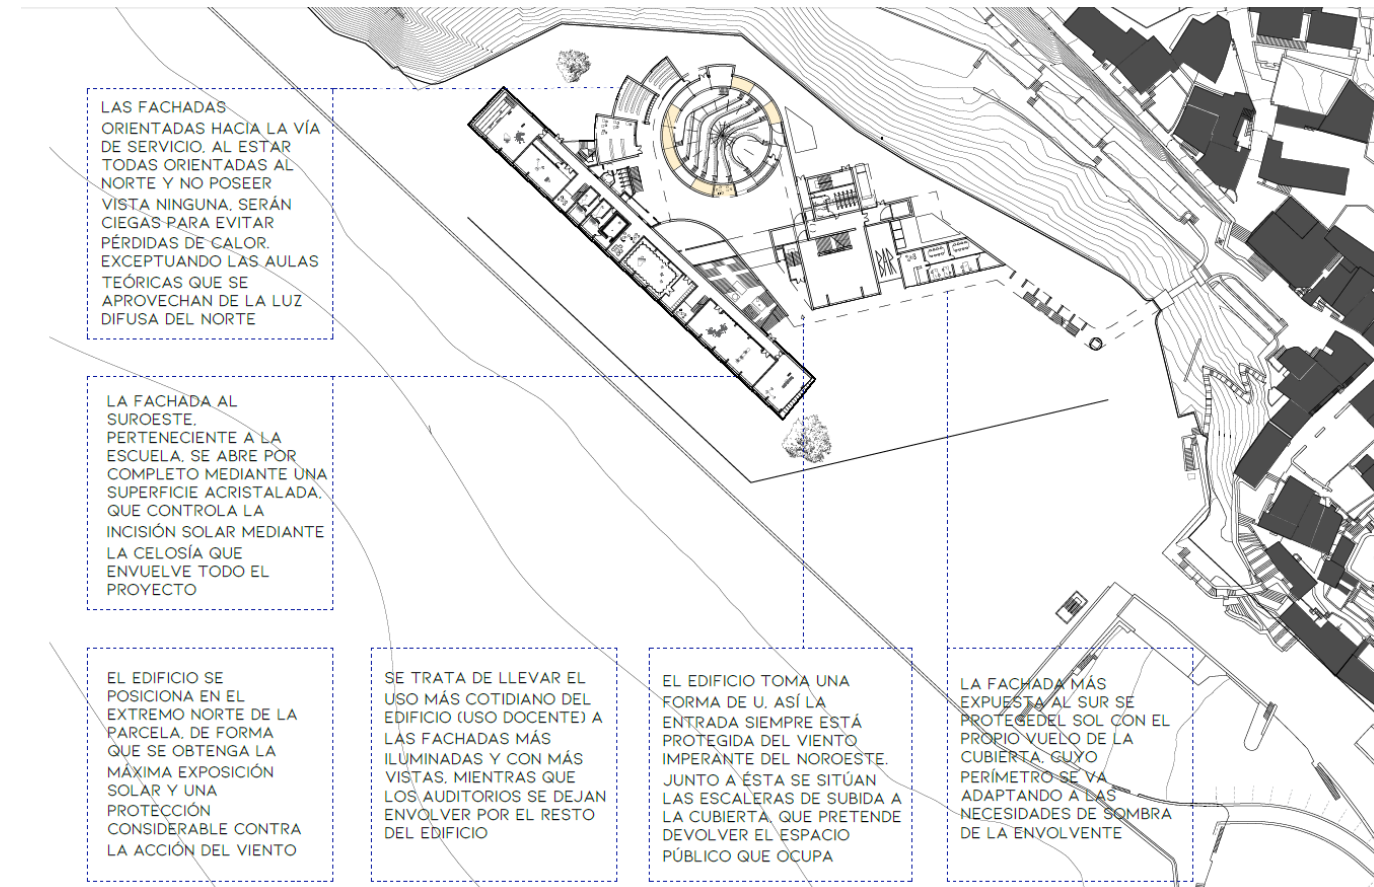 LAS FACHADAS
ORIENTADAS HACIA LA VÍA
DE SERVICIO, AL ESTAR
TODAS ORIENTADAS AL
NORTE Y NO POSEER
VISTA NINGUNA, SERÁN
CIEGAS PARA EVITAR
PÉRDIDAS DE CALOR.
EXCEPTUANDO LAS AULAS
TEÓRICAS QUE SE
APROVECHAN DE LA LUZ
DIFUSA DEL NORTE
BAR
LA FACHADA AL
SUROESTE,
PERTENECIENTE A LA
ESCUELA, SE ABRE POR
COMPLETO MEDIANTE UNA
SUPERFICIE ACRISTALADA,
QUE CONTROLA LA
INCISIÓN SOLAR MEDIANTE
LA CELOSÍA QUE
ENVUELVE TODO EL
PROYECTO
EL EDIFICIO SE
POSICIONA EN EL
EXTREMO NORTE DE LA
PARCELA, DE FORMA
QUE SE OBTENGA LA
MÁXIMA EXPOSICIÓN
SOLAR Y UNA
PROTECCIÓN
CONSIDERABLE CONTRA
LA ACCIÓN DEL VIENTO
SE TRATA DE LLEVAR EL
USO MÁS COTIDIANO DEL
EDIFICIO (USO DOCENTE) A
LAS FACHADAS MÁS
ILUMINADAS Y CON MÁS
VISTAS, MIENTRAS QUE
LOS AUDITORIOS SE DEJAN
ENVOLVER POR EL RESTO
DEL EDIFICIO
EL EDIFICIO TOMA UNA
FORMA DE U, ASÍ LA
ENTRADA SIEMPRE ESTÁ
PROTEGIDA DEL VIENTO
IMPERANTE DEL NOROESTE.
JUNTO A ÉSTA SE SITÚAN
LAS ESCALERAS DE SUBIDA A
LA CUBIERTA, QUE PRETENDE
DEVOLVER EL ESPACIO
PÚBLICO QUE OCUPA
LA FACHADA MÁS
EXPUESTA AL SUR SE
PROTEGEDEL SOL CON EL
PROPIO VUELO DE LA
CUBIERTA, CUYO
PERÍMETRO SE VA
ADAPTANDO A LAS
NECESIDADES DE SOMBRA
DE LA ENVOLVENTE